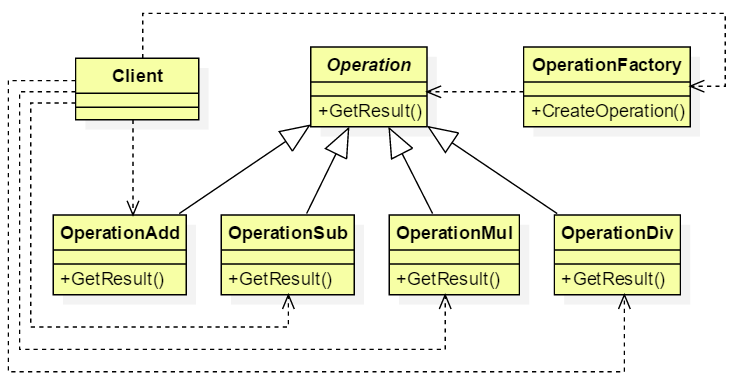 Client
Operation
+GetResult()
OperationFactory
+CreateOperation()
OperationAdd
+GetResult()
OperationSub
+GetResult()
OperationMul
+GetResult()
OperationDiv
+GetResult()